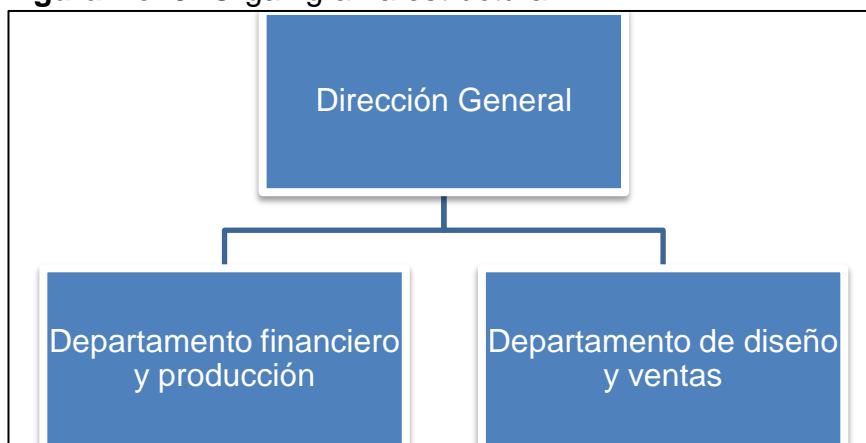 Dirección General
Departamento financiero
y producción
Departamento de diseño
y ventas